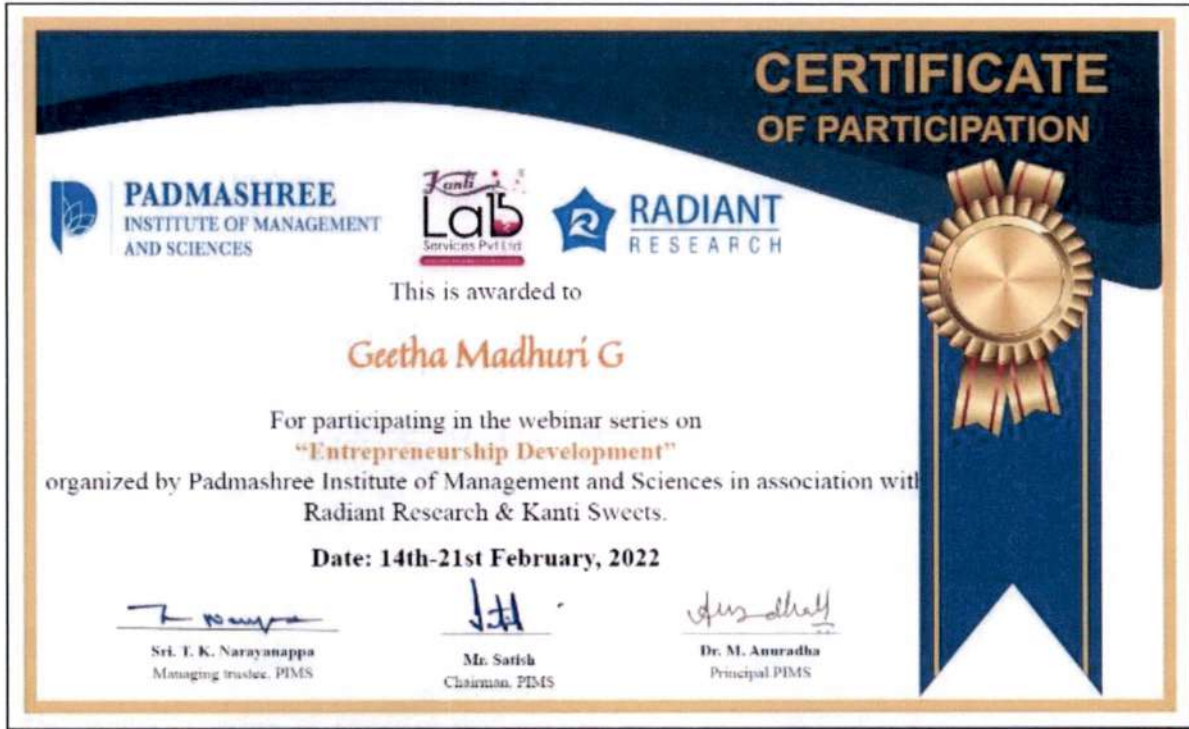 CERTIFICATE
OF PARTICIPATION
PADMASHREE
INSTITUTE OF MANAGEMENT
AND SCIENCES
Kanti
Lab
Services Pvt Ltd
RADIANT
RESEARCH
This is awarded to
Geetha Madhuri G
For participating in the webinar series on
“Entrepreneurship Development”
organized by Padmashree Institute of Management and Sciences in association with
Radiant Research & Kanti Sweets.
Date: 14th-21st February, 2022
Sri. T. K. Narayanappa
Managing trustee, PIMS
Mr. Satish
Chairman, PIMS
Dr. M. Anuradha
Principal PIMS